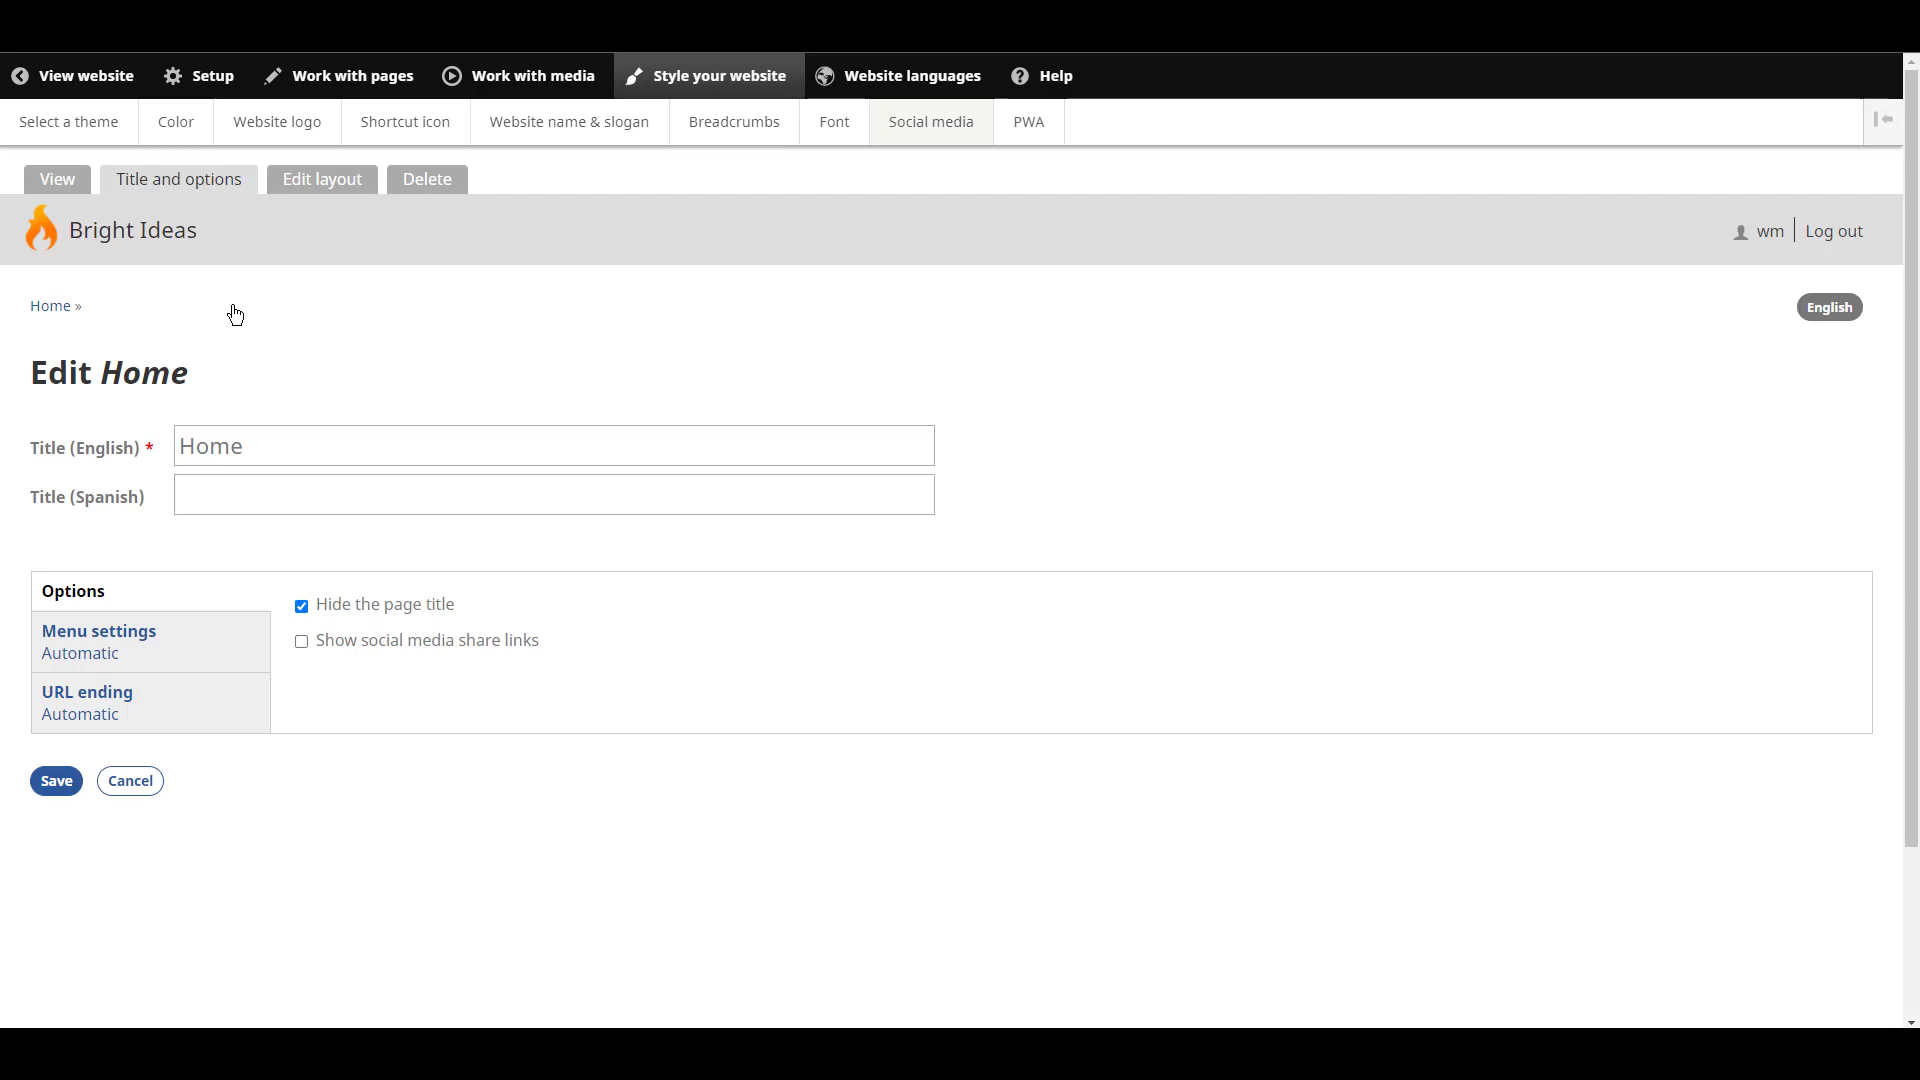 View website Setup Work with pages Work with media Style your website Website languages Help
Select a theme Color Website logo Shortcut icon Website name & slogan Breadcrumbs Font Social media PWA
View Title and options Edit layout Delete
Bright Ideas wm Log out
Home » English
Edit Home
Title (English) * Home
Title (Spanish)
Options
Hide the page title
Menu settings
Show social media share links
Automatic
URL ending
Automatic
Save Cancel